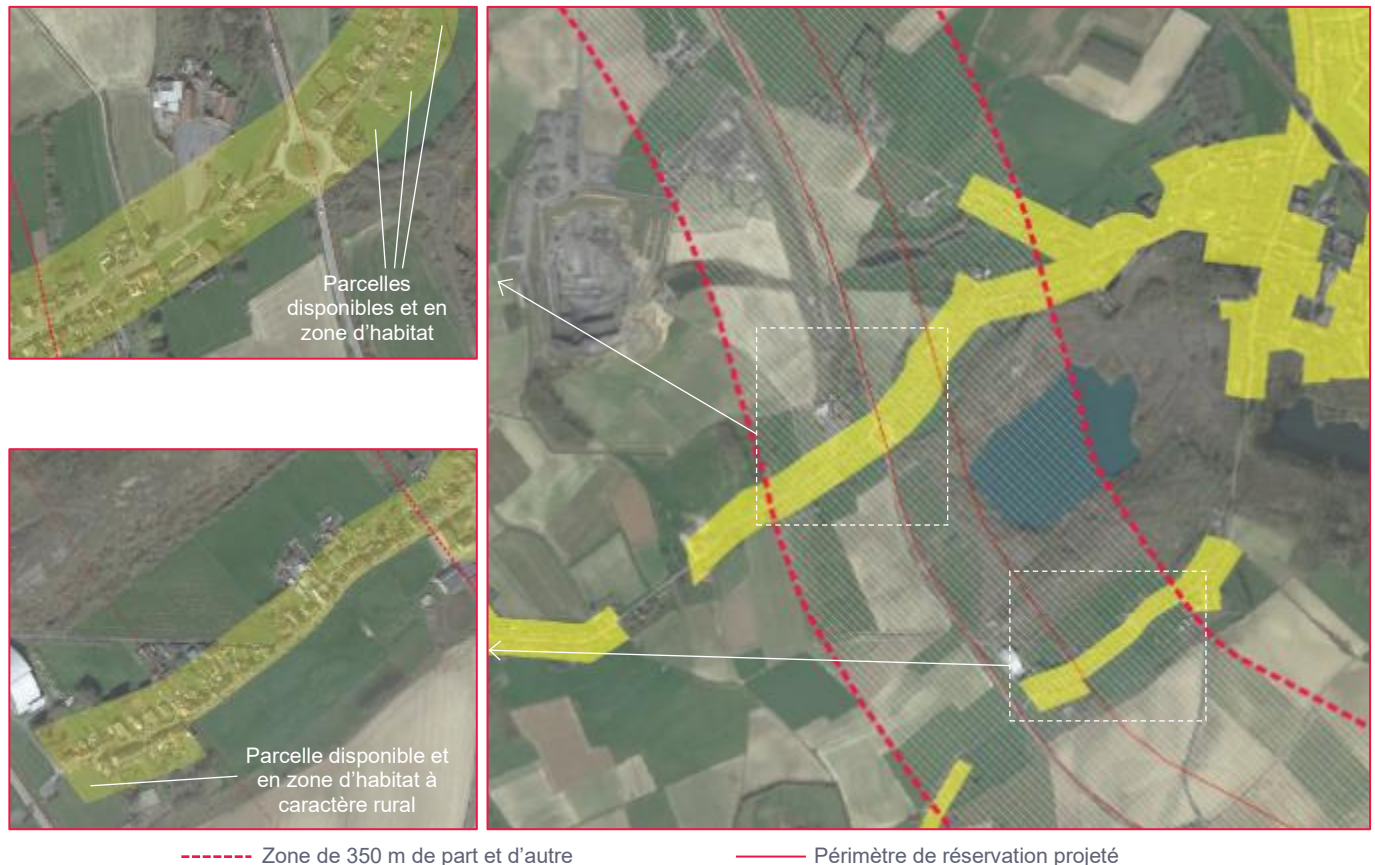 Parcelles
disponibles et en
zone d'habitat
Parcelle disponible et
en zone d'habitat à
caractère rural
Zone de 350 m de part et d'autre
Périmètre de réservation projeté